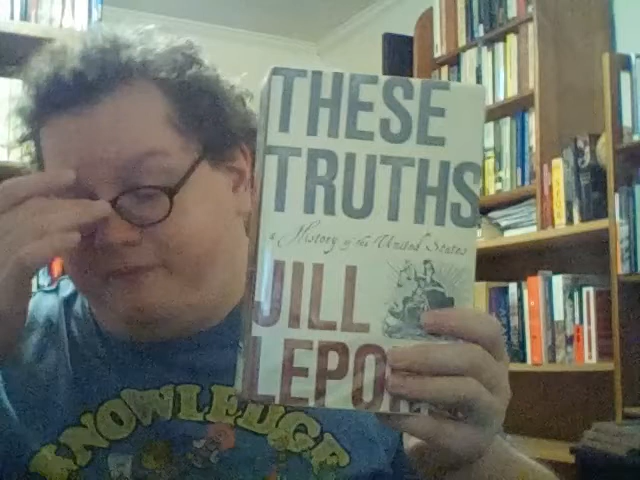 THESE
TRUTHS
a History of the United States
JILL
LEPO
KNOWLEDGE